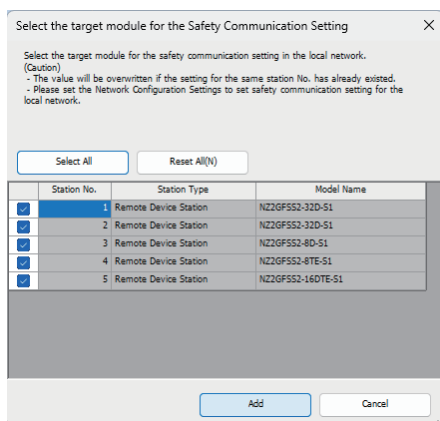 Select the target module for the Safety Communication Setting
Select the target module for the safety communication setting in the local network.
(Caution)
- The value will be overwritten if the setting for the same station No. has already existed.
- Please set the Network Configuration Settings to set safety communication setting for the
local network.
Select All Reset All(N)
Station No. Station Type Model Name
1 Remote Device Station NZ2GFSS2-32D-S1
2 Remote Device Station NZ2GFSS2-32D-S1
3 Remote Device Station NZ2GFSS2-8D-S1
4 Remote Device Station NZ2GFSS2-8TE-S1
5 Remote Device Station NZ2GFSS2-16DTE-S1
Add Cancel